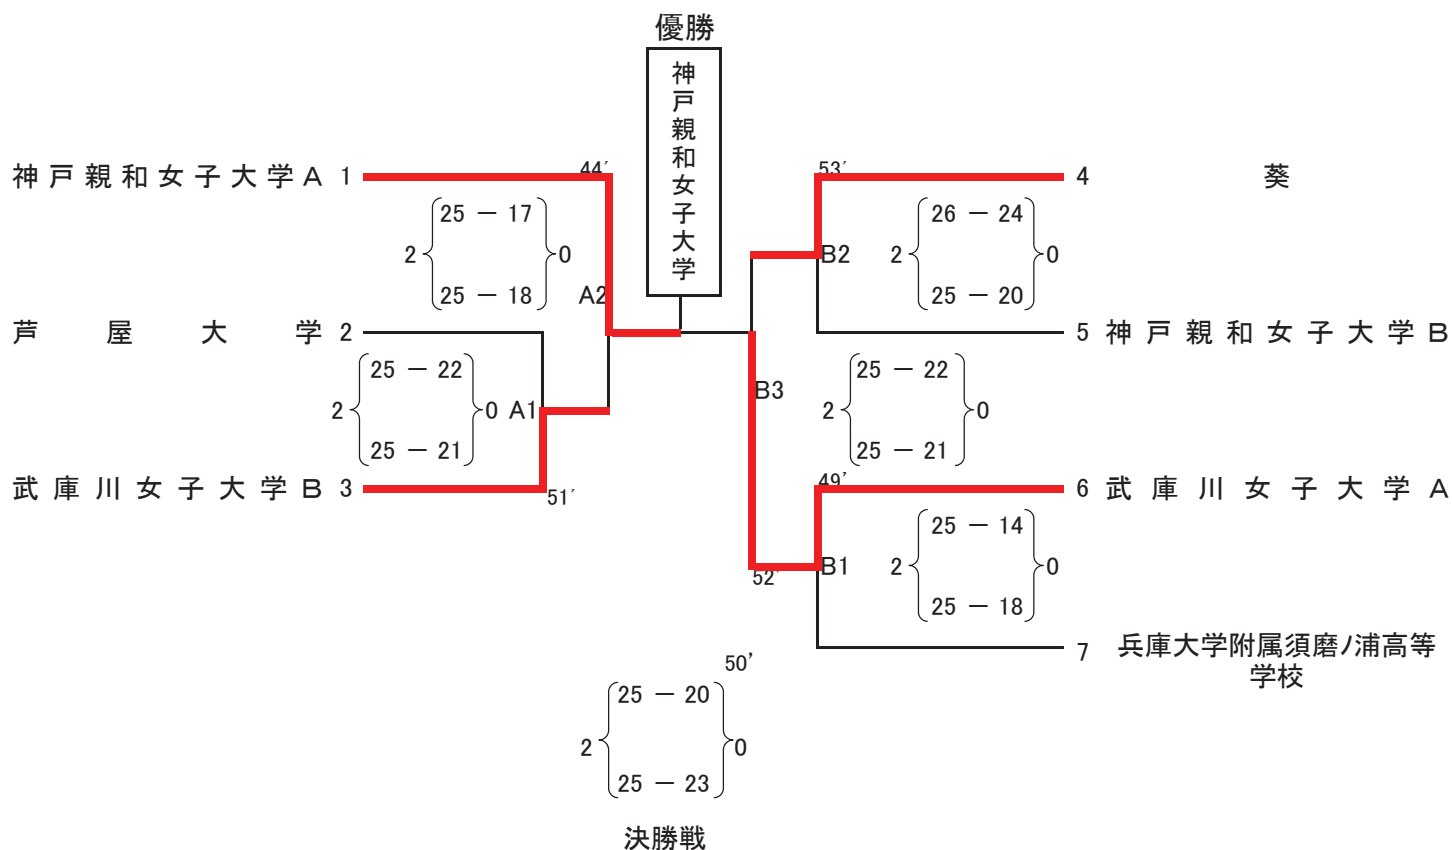 優勝
神戸親和女子大学
神戸親和女子大学A 1
44′
53′
4 葵
25 － 17
2 0
25 － 18
A2
26 － 24
2 0
25 － 20
B2
芦屋大学 2
5 神戸親和女子大学B
25 － 22
2 0
25 － 21
A1
B3
25 － 22
2 0
25 － 21
武庫川女子大学B 3
51′
49′
6 武庫川女子大学A
25 － 14
2 0
25 － 18
B1
52′
7 兵庫大学附属須磨ノ浦高等
学校
50’
25 － 20
2 0
25 － 23
決勝戦